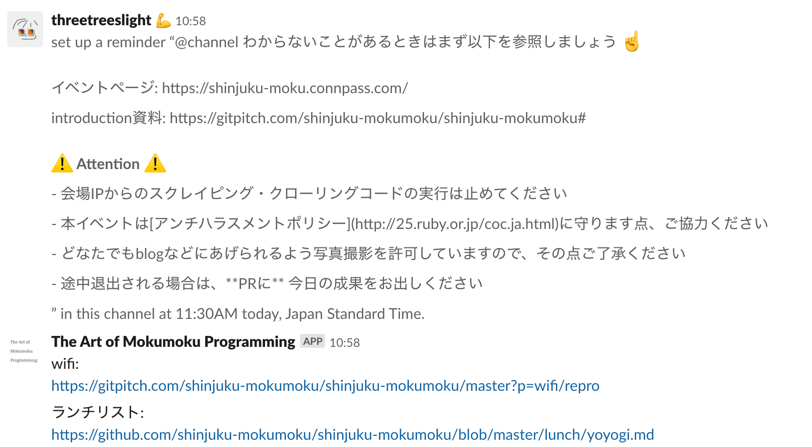 threetreeslight 💪 10:58
set up a reminder “@channel わからないことがあるときはまず以下を参照しましょう ☝️
イベントページ: https://shinjuku-moku.connpass.com/
introduction資料: https://gitpitch.com/shinjuku-mokumoku/shinjuku-mokumoku#
⚠️ Attention ⚠️
- 会場IPからのスクレイピング・クローリングコードの実行は止めてください
- 本イベントは[アンチハラスメントポリシー](http://25.ruby.or.jp/coc.ja.html)に守ります点、ご協力ください
- どなたでもblogなどにあげられるよう写真撮影を許可していますので、その点ご了承ください
- 途中退出される場合は、**PRに** 今日の成果をお出しください
” in this channel at 11:30AM today, Japan Standard Time.
The Art of Mokumoku Programming
The Art of Mokumoku Programming APP 10:58
wifi:
https://gitpitch.com/shinjuku-mokumoku/shinjuku-mokumoku/master?p=wifi/repro
ランチリスト:
https://github.com/shinjuku-mokumoku/shinjuku-mokumoku/blob/master/lunch/yoyogi.md